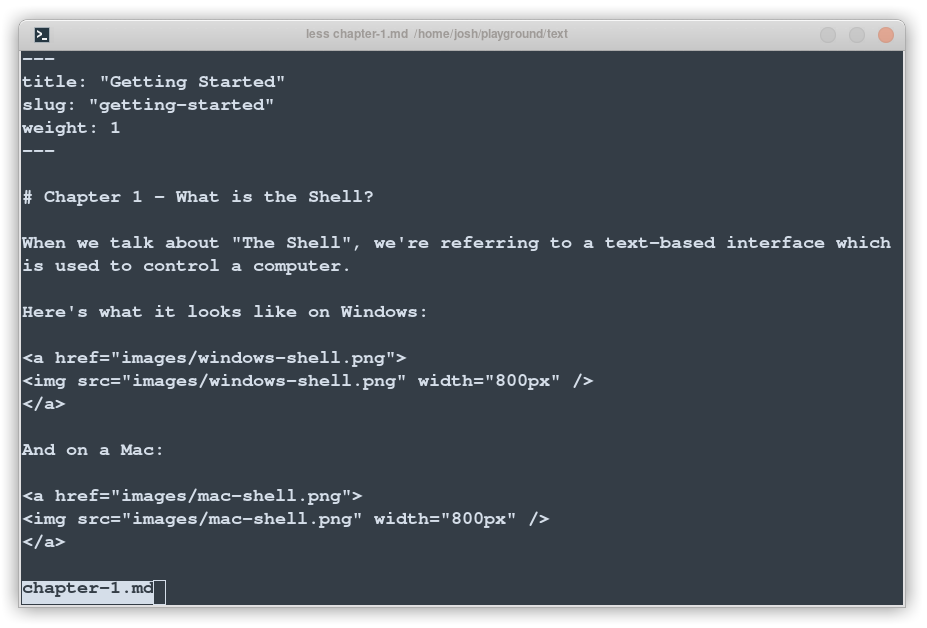 less chapter-1.md /home/josh/playground/text
---
title: "Getting Started"
slug: "getting-started"
weight: 1
---
# Chapter 1 - What is the Shell?
When we talk about "The Shell", we're referring to a text-based interface which
is used to control a computer.
Here's what it looks like on Windows:
<a href="images/windows-shell.png">
<img src="images/windows-shell.png" width="800px" />
</a>
And on a Mac:
<a href="images/mac-shell.png">
<img src="images/mac-shell.png" width="800px" />
</a>
chapter-1.md